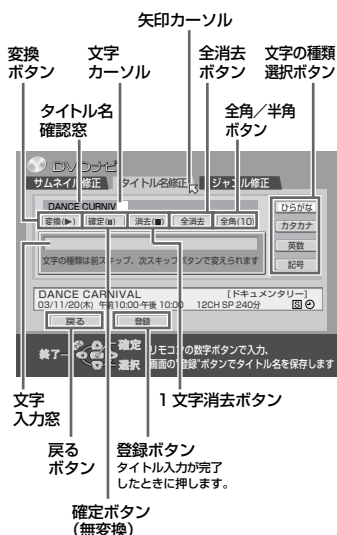 矢印カーソル
変換
ボタン
文字
カーソル
全消去
ボタン
文字の種類
選択ボタン
タイトル名
確認窓
全角／半角
ボタン
DVDナビ
サムネイル修正
タイトル名修正
ジャンル修正
DANCE CURNIV
ひらがな
変換(▶)
確定(⏸)
消去(■)
全消去
全角(10)
カタカナ
英数
文字の種類は前スキップ、次スキップボタンで変えられます
記号
DANCE CARNIVAL
[ドキュメンタリー]
03/11/20(木) 午前10:00-午後 10:00 12CH SP 240分 S
戻る
登録
終了
確定
選択
リモコンの数字ボタンで入力、
画面の"登録"ボタンでタイトル名を保存します
文字
入力窓
1文字消去ボタン
戻る
ボタン
登録ボタン
タイトル入力が完了
したときに押します。
確定ボタン
（無変換）